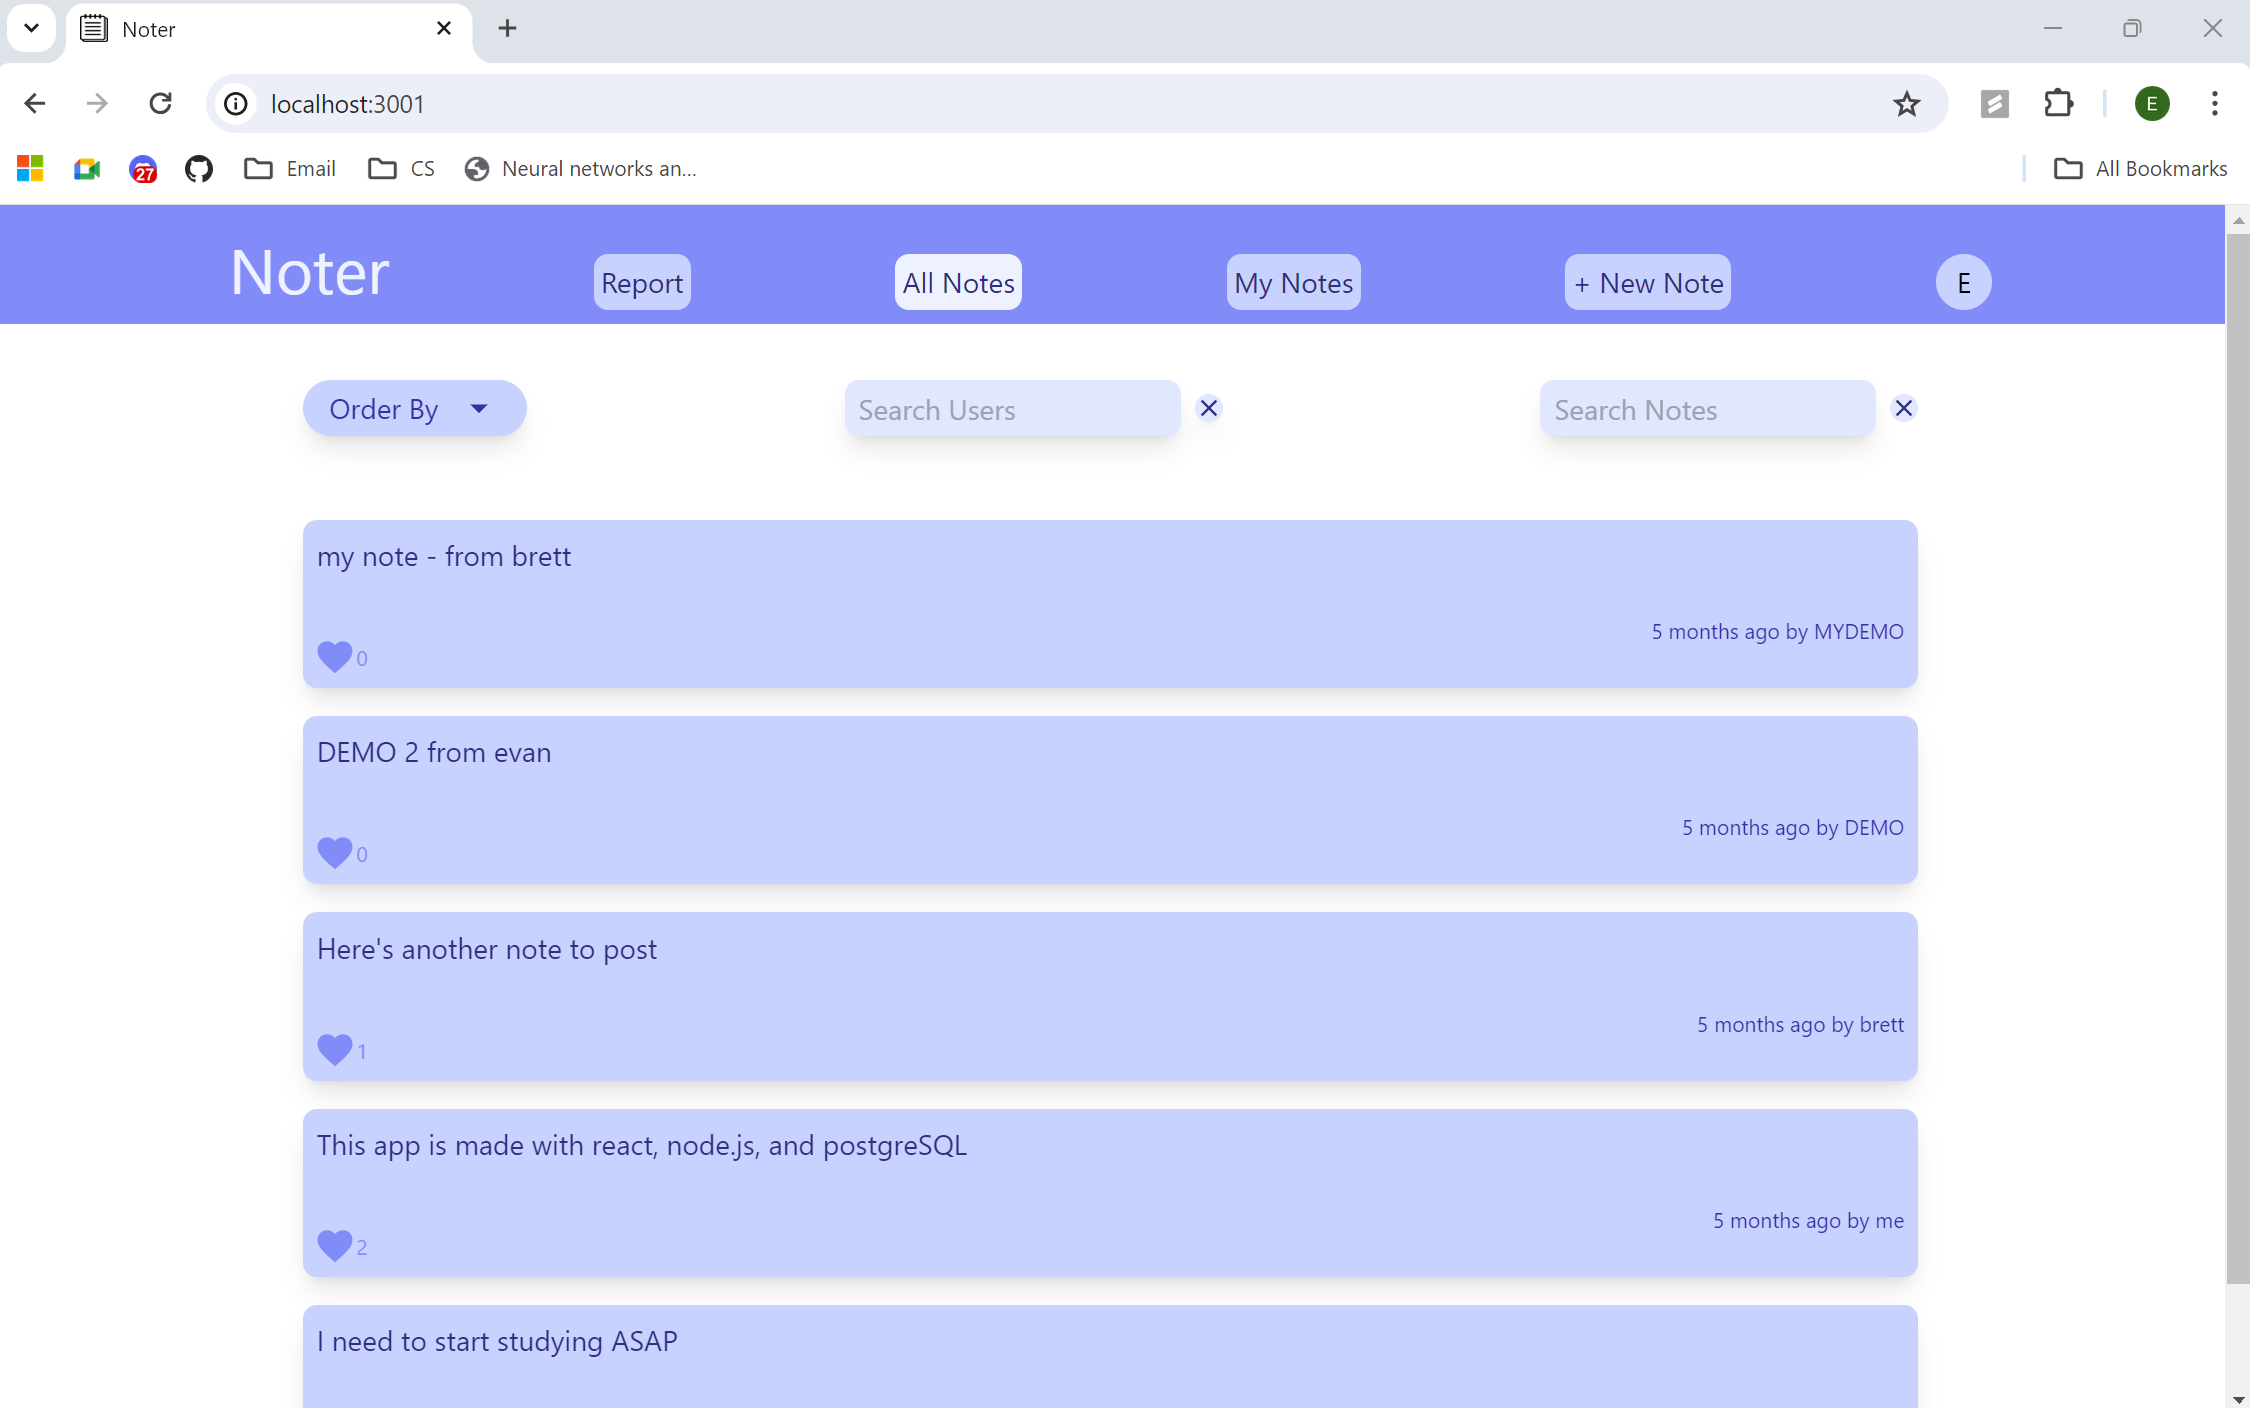 Noter
localhost:3001
E
27
Email
CS
Neural networks an...
All Bookmarks
Noter
Report
All Notes
My Notes
+ New Note
E
Order By
Search Users
Search Notes
my note - from brett
5 months ago by MYDEMO
0
DEMO 2 from evan
5 months ago by DEMO
0
Here's another note to post
5 months ago by brett
1
This app is made with react, node.js, and postgreSQL
5 months ago by me
2
I need to start studying ASAP